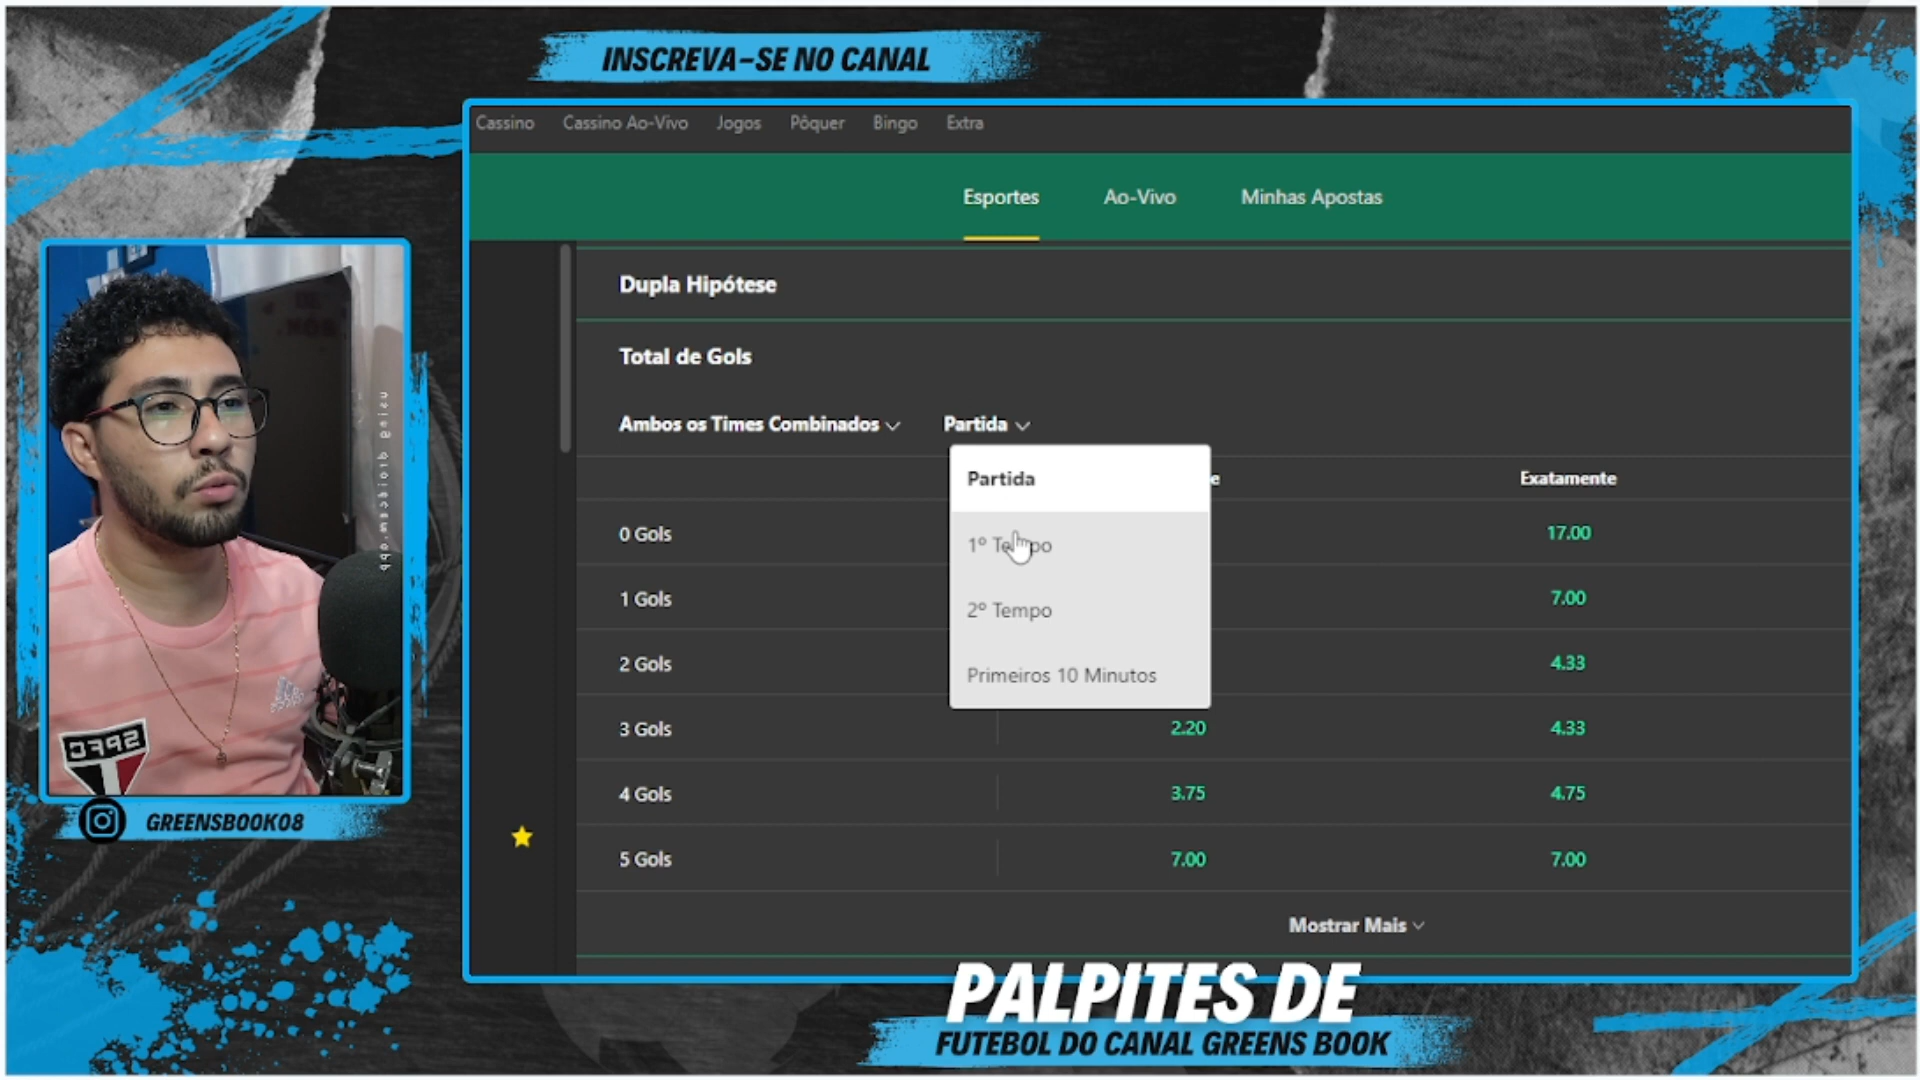 INSCREVA-SE NO CANAL
Cassino Cassino Ao-Vivo Jogos Pôquer Bingo Extra
Esportes Ao-Vivo Minhas Apostas
Dupla Hipótese
Total de Gols
Ambos os Times Combinados Partida
Partida
1º Tempo
2º Tempo
Primeiros 10 Minutos
e Exatamente
0 Gols 17.00
1 Gols 7.00
2 Gols 4.33
3 Gols 2.20 4.33
4 Gols 3.75 4.75
5 Gols 7.00 7.00
Mostrar Mais
SPFC
GREENSBOOK08
PALPITES DE
FUTEBOL DO CANAL GREENS BOOK